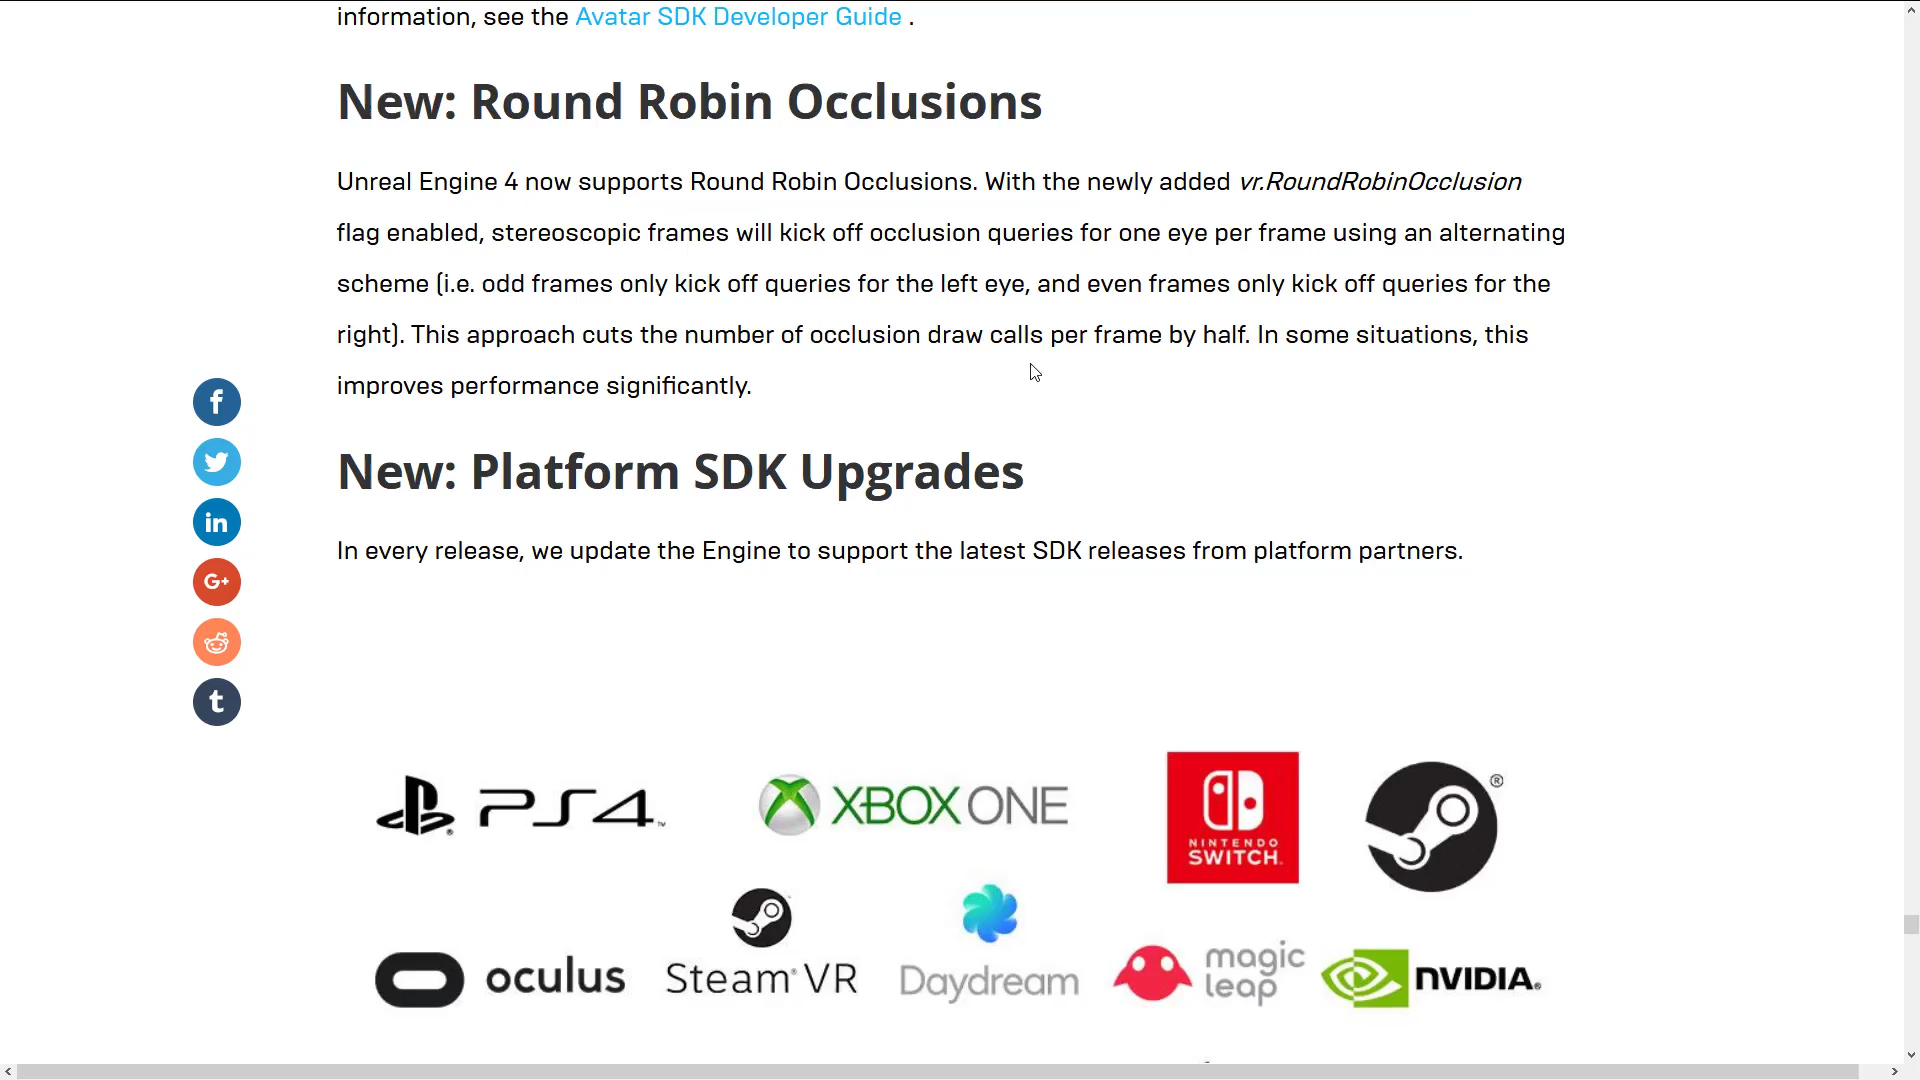 information, see the Avatar SDK Developer Guide .
New: Round Robin Occlusions
Unreal Engine 4 now supports Round Robin Occlusions. With the newly added vr.RoundRobinOcclusion
flag enabled, stereoscopic frames will kick off occlusion queries for one eye per frame using an alternating
scheme (i.e. odd frames only kick off queries for the left eye, and even frames only kick off queries for the
right). This approach cuts the number of occlusion draw calls per frame by half. In some situations, this
improves performance significantly.
f
New: Platform SDK Upgrades
in
In every release, we update the Engine to support the latest SDK releases from platform partners.
G+
t
PS4™
XBOX ONE
NINTENDO
SWITCH.
®
oculus
Steam®VR
Daydream
magic
leap
NVIDIA.®